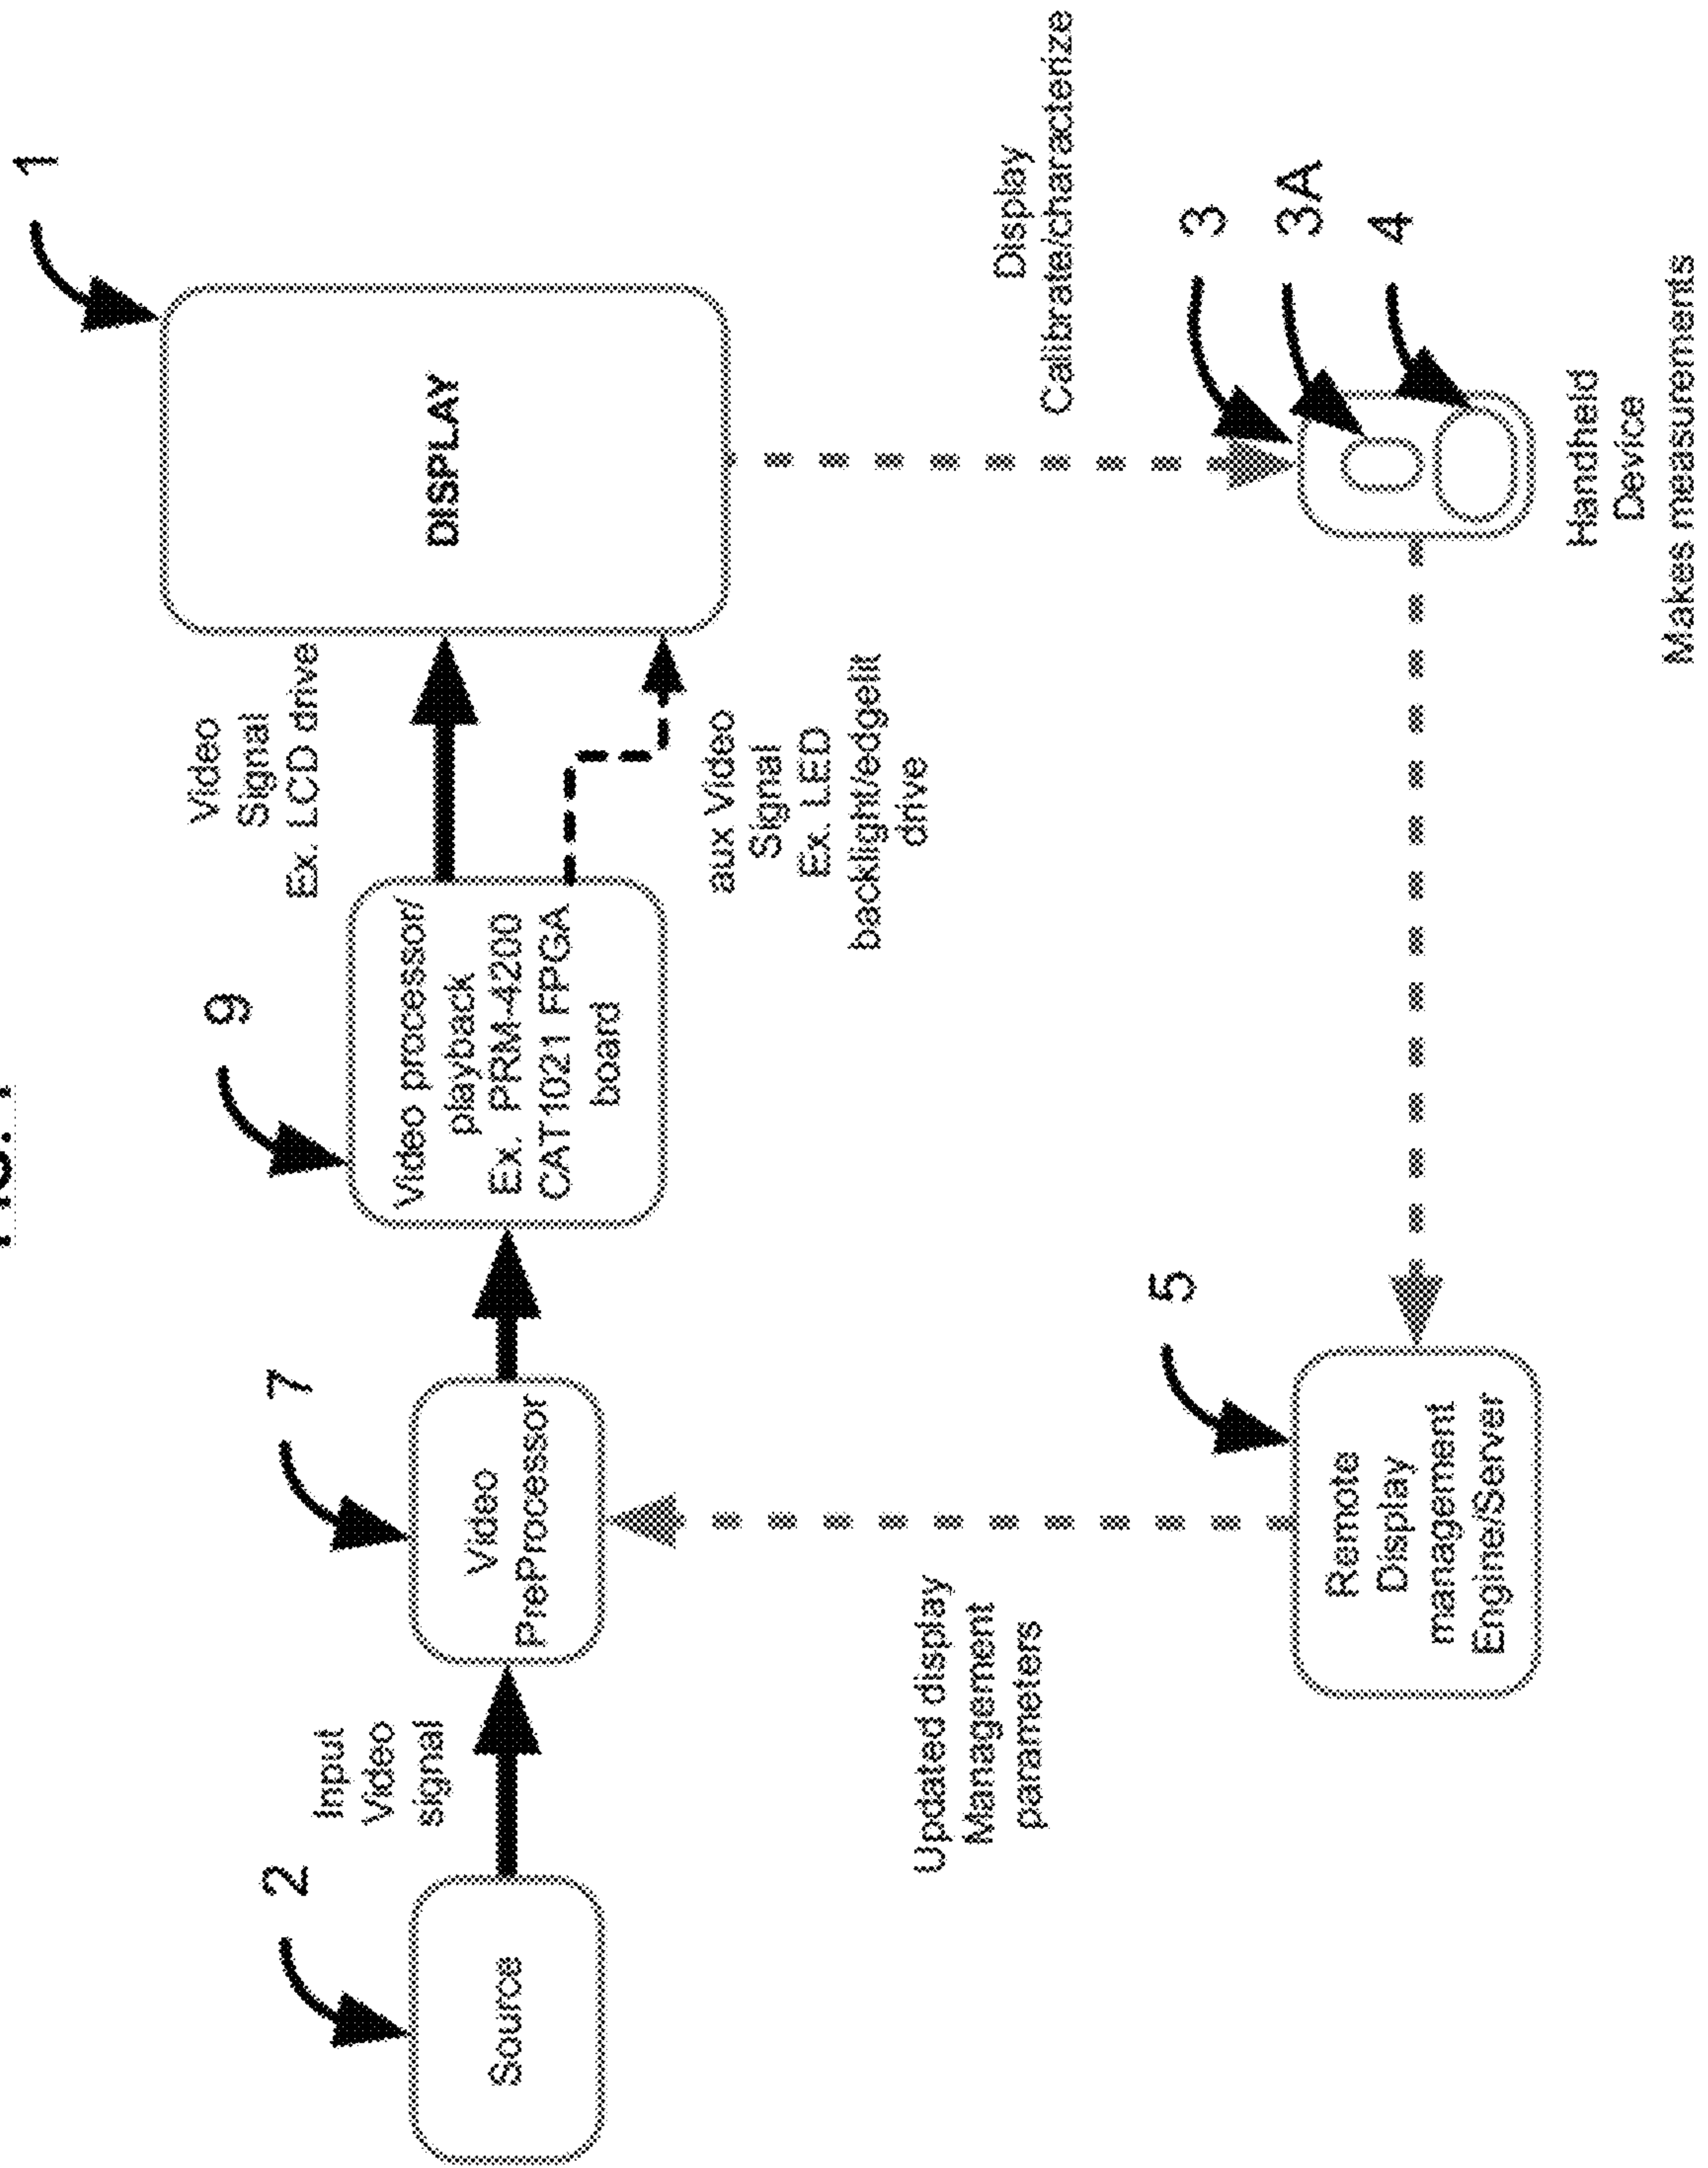 1
DISPLAY
Video
Signal
Ex. LCD drive
aux Video
Signal
Ex. LED
backlight/edgelit
drive
9
Video processor/
playback
Ex. PRM-4200
CAT1021 FPGA
board
7
Video
PreProcessor
Input
Video
signal
2
Source
Updated display
Management
parameters
5
Remote
Display
management
Engine/Server
Display
Calibrate/characterize
3
3A
4
Handheld
Device
Makes measurements